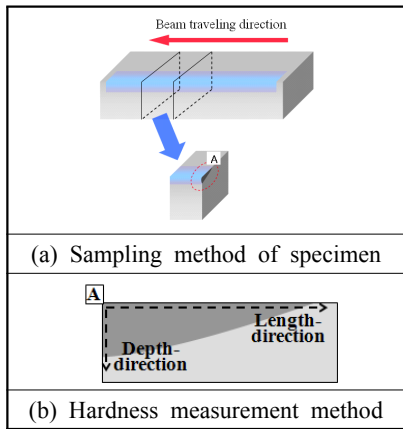 Beam traveling direction
A
(a) Sampling method of specimen
A
Length-
direction
Depth-
direction
(b) Hardness measurement method